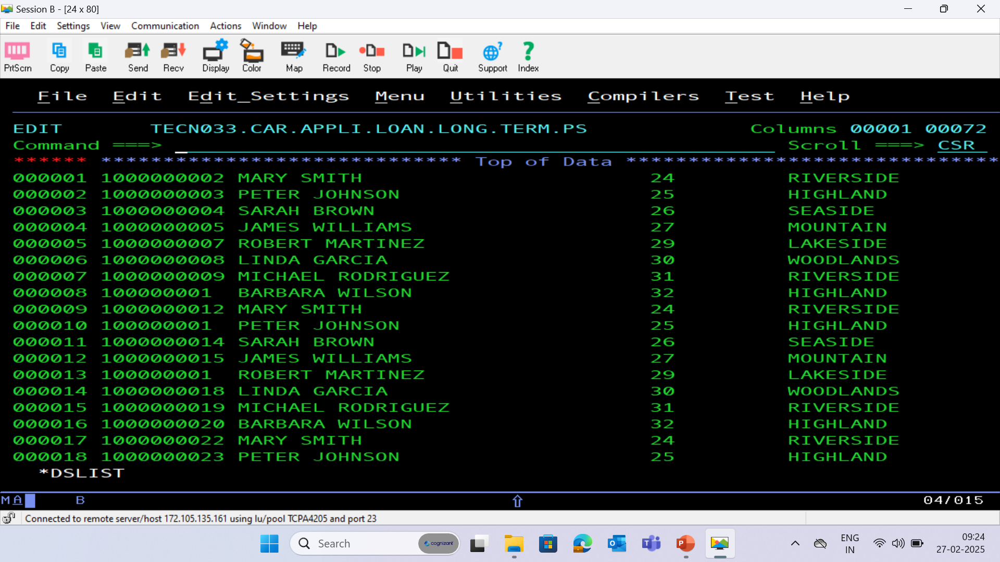 Session B - [24 x 80]
File Edit Settings View Communication Actions Window Help
PrtScrn Copy Paste Send Recv Display Color Map Record Stop Play Quit Support Index
File Edit Edit_Settings Menu Utilities Compilers Test Help
EDIT TECN033.CAR.APPLI.LOAN.LONG.TERM.PS Columns 00001 00072
Command ===> Scroll ===> CSR
****** ***************************** Top of Data ******************************
000001 1000000002 MARY SMITH 24 RIVERSIDE
000002 1000000003 PETER JOHNSON 25 HIGHLAND
000003 1000000004 SARAH BROWN 26 SEASIDE
000004 1000000005 JAMES WILLIAMS 27 MOUNTAIN
000005 1000000007 ROBERT MARTINEZ 29 LAKESIDE
000006 1000000008 LINDA GARCIA 30 WOODLANDS
000007 1000000009 MICHAEL RODRIGUEZ 31 RIVERSIDE
000008 100000001 BARBARA WILSON 32 HIGHLAND
000009 1000000012 MARY SMITH 24 RIVERSIDE
000010 100000001 PETER JOHNSON 25 HIGHLAND
000011 1000000014 SARAH BROWN 26 SEASIDE
000012 1000000015 JAMES WILLIAMS 27 MOUNTAIN
000013 100000001 ROBERT MARTINEZ 29 LAKESIDE
000014 1000000018 LINDA GARCIA 30 WOODLANDS
000015 1000000019 MICHAEL RODRIGUEZ 31 RIVERSIDE
000016 1000000020 BARBARA WILSON 32 HIGHLAND
000017 1000000022 MARY SMITH 24 RIVERSIDE
000018 1000000023 PETER JOHNSON 25 HIGHLAND
*DSLIST
MA B 04/015
Connected to remote server/host 172.105.135.161 using lu/pool TCPA4205 and port 23
Search cognizant ENG 09:24
IN 27-02-2025